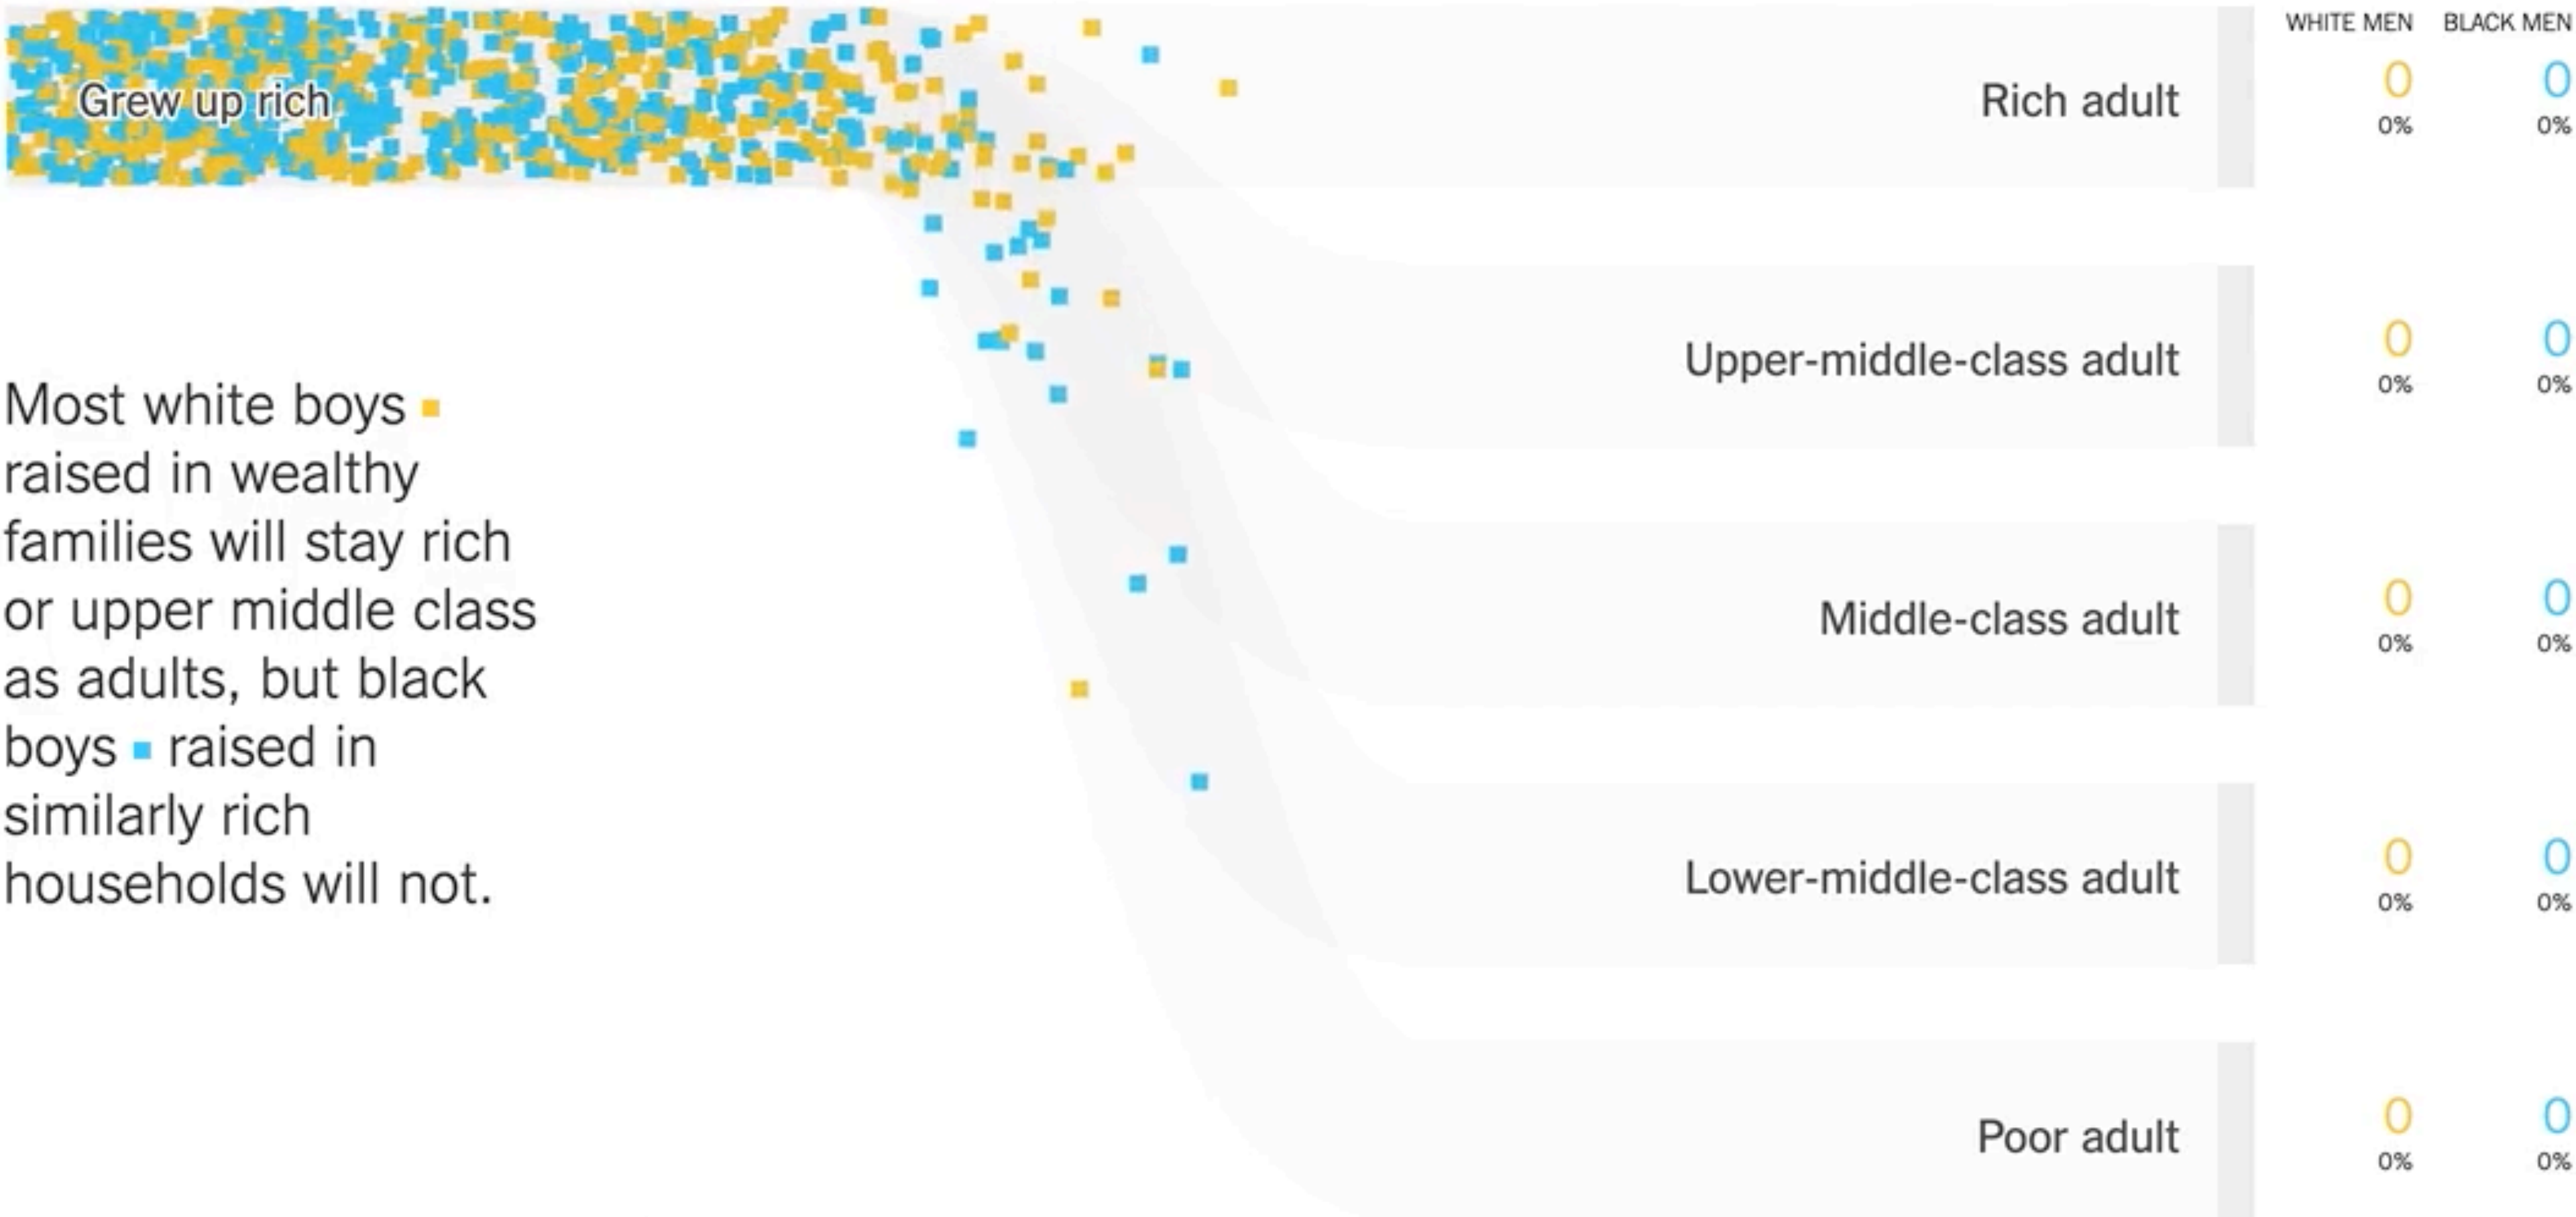 WHITE MEN BLACK MEN
Grew up rich
Rich adult
0 0
0% 0%
Upper-middle-class adult
0 0
0% 0%
Most white boys
raised in wealthy
families will stay rich
or upper middle class
as adults, but black
boys raised in
similarly rich
households will not.
Middle-class adult
0 0
0% 0%
Lower-middle-class adult
0 0
0% 0%
Poor adult
0 0
0% 0%